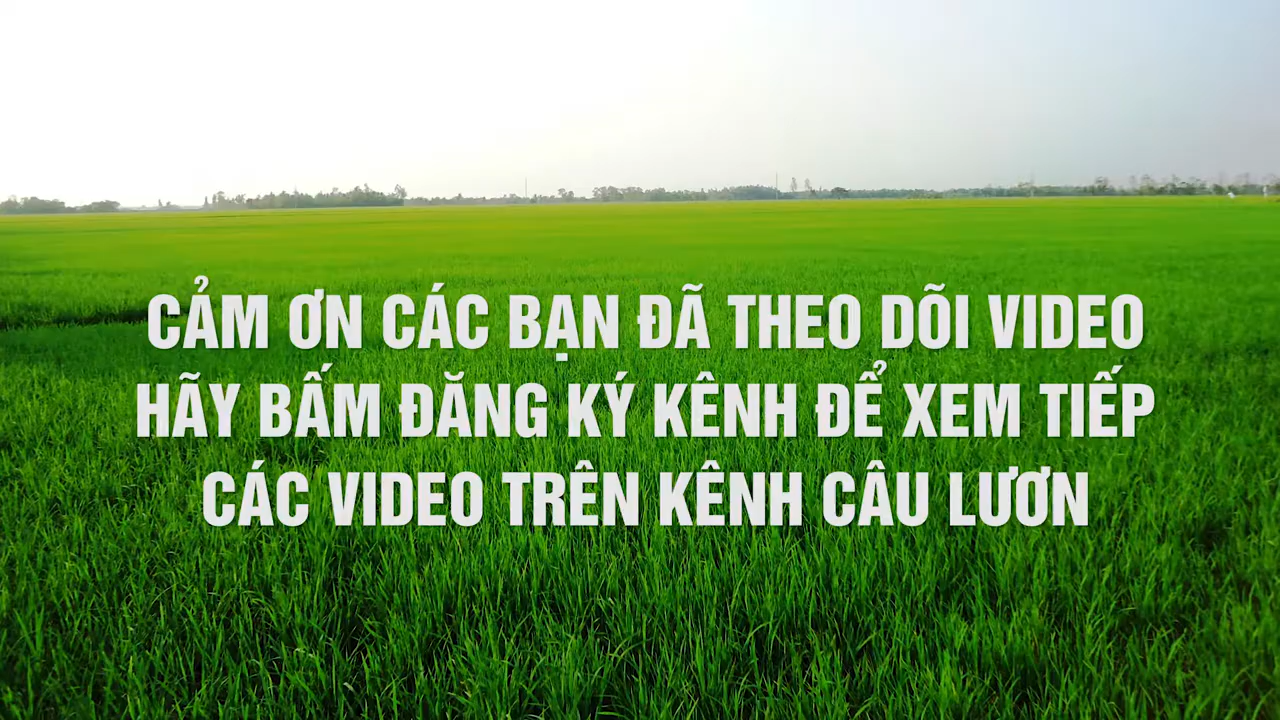 CẢM ƠN CÁC BẠN ĐÃ THEO DÕI VIDEO
HÃY BẤM ĐĂNG KÝ KÊNH ĐỂ XEM TIẾP
CÁC VIDEO TRÊN KÊNH CÂU LƯƠN